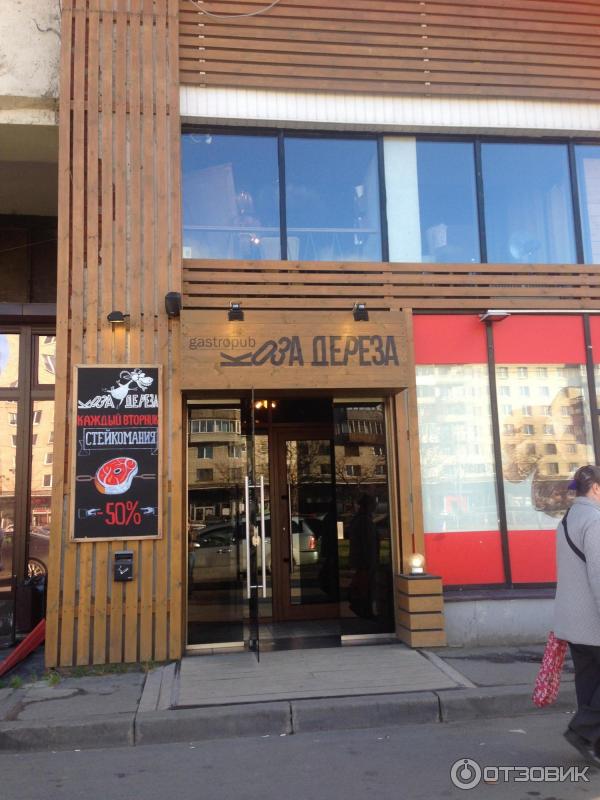 gastropub
КОЗА ДЕРЕЗА
КОЗА ДЕРЕЗА
КАЖДЫЙ ВТОРНИК
СТЕЙКОМАНИЯ
-50%
ОТЗОВИК